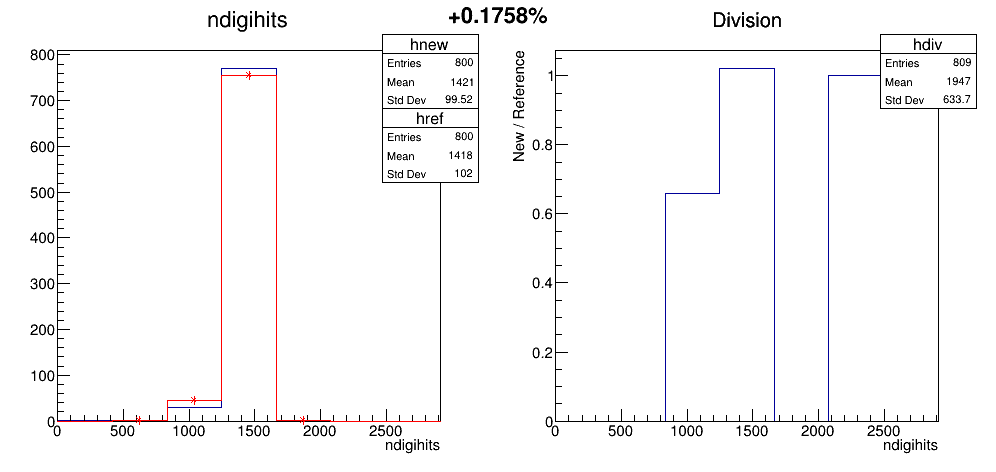 +0.1758%
ndigihits
hnew
Entries 800
Mean 1421
Std Dev 99.52
href
Entries 800
Mean 1418
Std Dev 102
800
700
600
500
400
300
200
100
0
0 500 1000 1500 2000 2500
ndigihits
Division
hdiv
Entries 809
Mean 1947
Std Dev 633.7
New / Reference
1
0.8
0.6
0.4
0.2
0
0 500 1000 1500 2000 2500
ndigihits